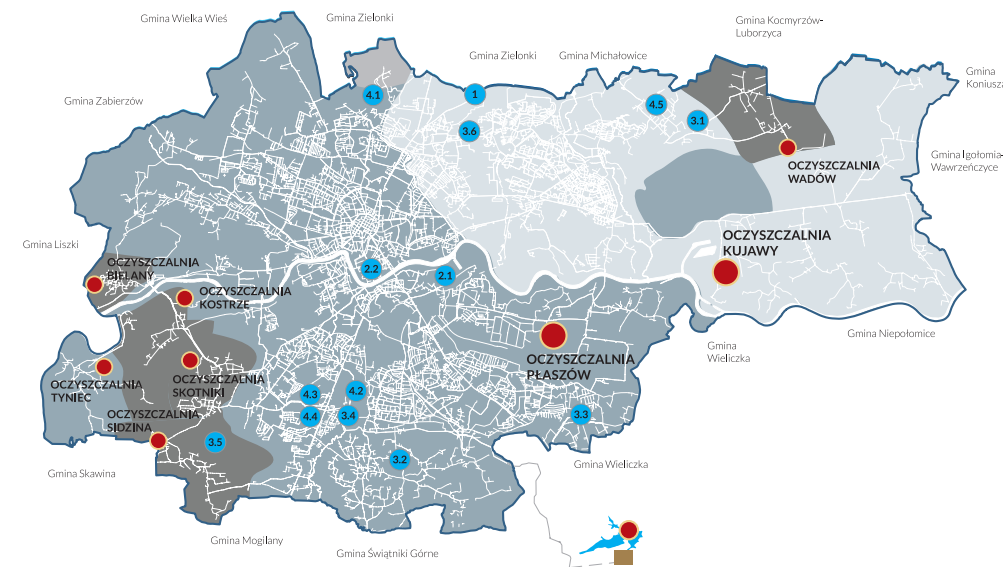 Gmina Wielka Wieś
Gmina Zielonki
Gmina Kocmyrzów-
Luborzyca
Gmina Zielonki
Gmina Michałowice
Gmina
Koniusza
Gmina Zabierzów
4.1
1
4.5
3.1
3.6
OCZYSZCZALNIA
WADÓW
Gmina Igołomia-
Wawrzeńczyce
Gmina Liszki
OCZYSZCZALNIA
KUJAWY
OCZYSZCZALNIA
BIELANY
2.2
2.1
OCZYSZCZALNIA
KOSTRZE
Gmina Niepołomice
Gmina
Wieliczka
OCZYSZCZALNIA
PŁASZÓW
OCZYSZCZALNIA
TYNIEC
OCZYSZCZALNIA
SKOTNIKI
4.3
4.2
OCZYSZCZALNIA
SIDZINA
4.4
3.4
3.3
3.5
3.2
Gmina Skawina
Gmina Wieliczka
Gmina Mogilany
Gmina Świątniki Górne